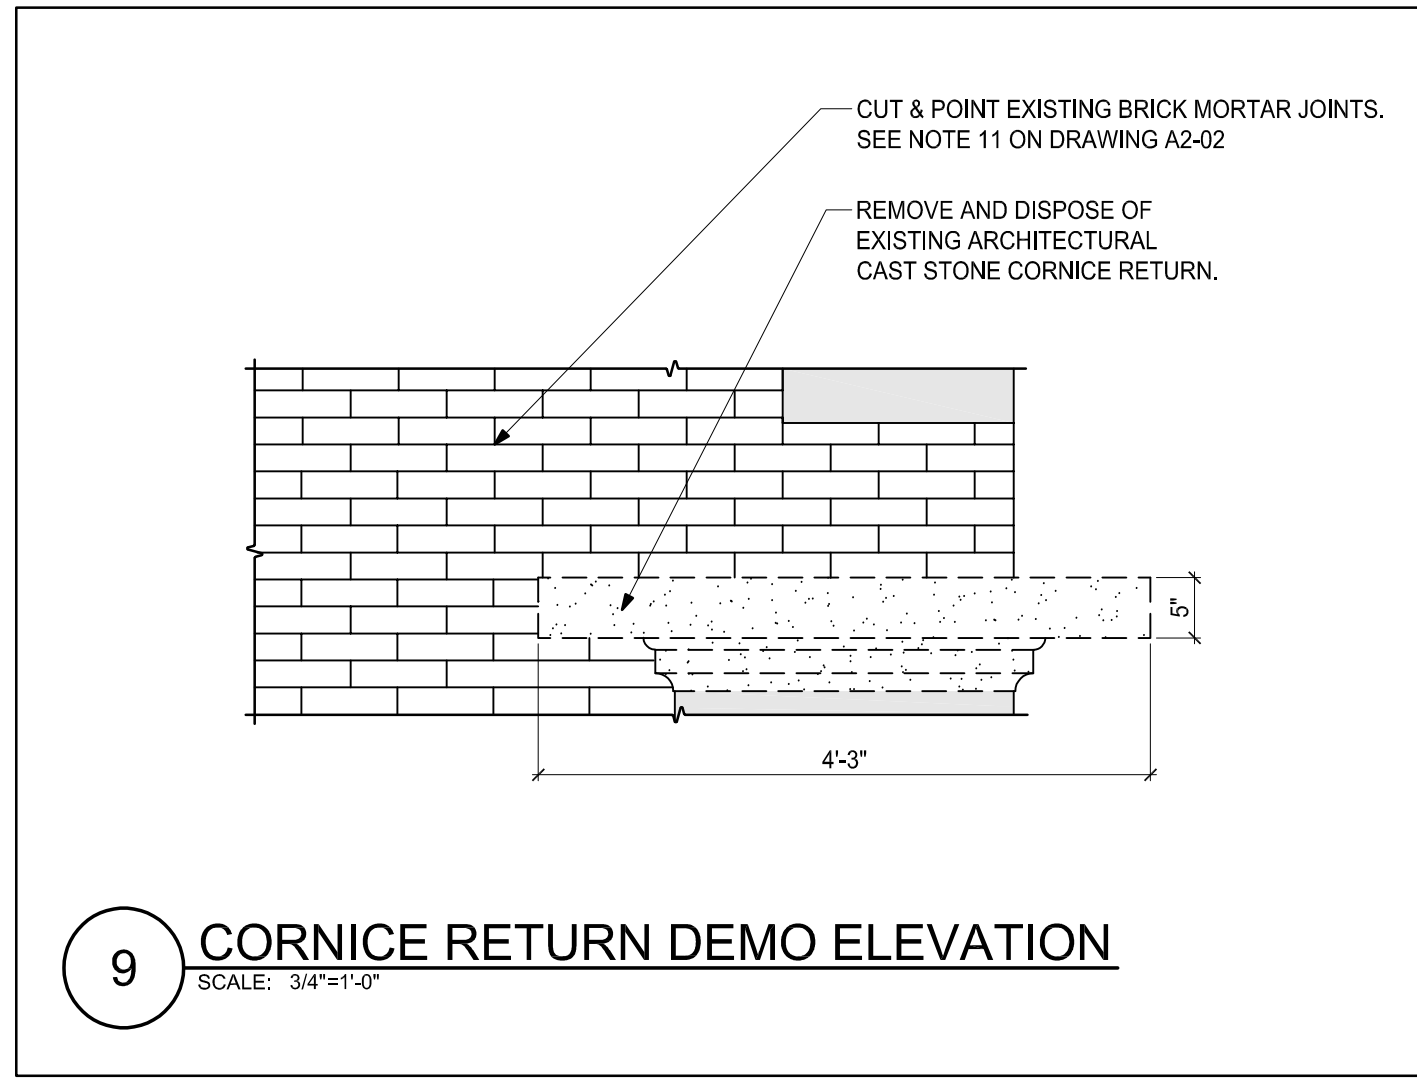 CUT & POINT EXISTING BRICK MORTAR JOINTS.
SEE NOTE 11 ON DRAWING A2-02
REMOVE AND DISPOSE OF
EXISTING ARCHITECTURAL
CAST STONE CORNICE RETURN.
5"
4'-3"
9
CORNICE RETURN DEMO ELEVATION
SCALE: 3/4"=1'-0"